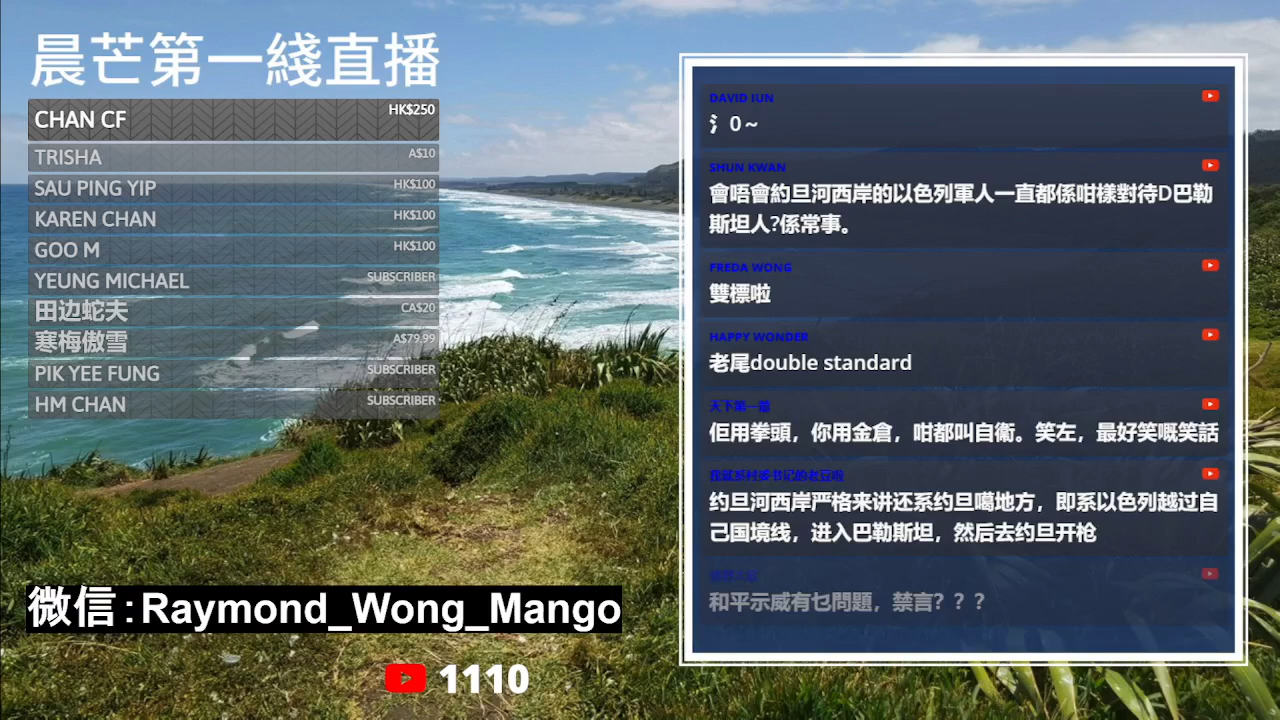 晨芒第一綫直播
CHAN CF HK$250
TRISHA A$10
SAU PING YIP HK$100
KAREN CHAN HK$100
GOO M HK$100
YEUNG MICHAEL SUBSCRIBER
田边蛇夫 CA$20
寒梅傲雪 A$79.99
PIK YEE FUNG SUBSCRIBER
HM CHAN SUBSCRIBER
微信:Raymond_Wong_Mango
1110
DAVID IUN
氵0~
SHUN KWAN
會唔會約旦河西岸的以色列軍人一直都係咁樣對待D巴勒
斯坦人?係常事。
FREDA WONG
雙標啦
HAPPY WONDER
老尾double standard
天下第一
佢用拳頭，你用金倉，咁都叫自衞。笑左，最好笑嘅笑話
约旦河西岸严格来讲还系约旦噶地方，即系以色列越过自
己国境线，进入巴勒斯坦，然后去约旦开枪
和平示威有乜問題，禁言？？？